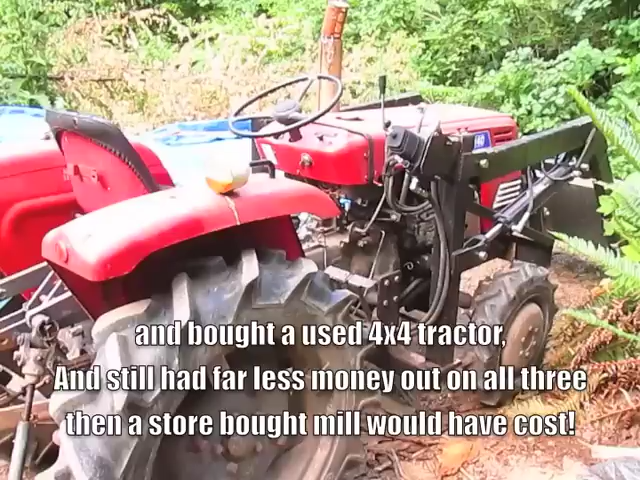 40
and bought a used 4x4 tractor,
And still had far less money out on all three
then a store bought mill would have cost!